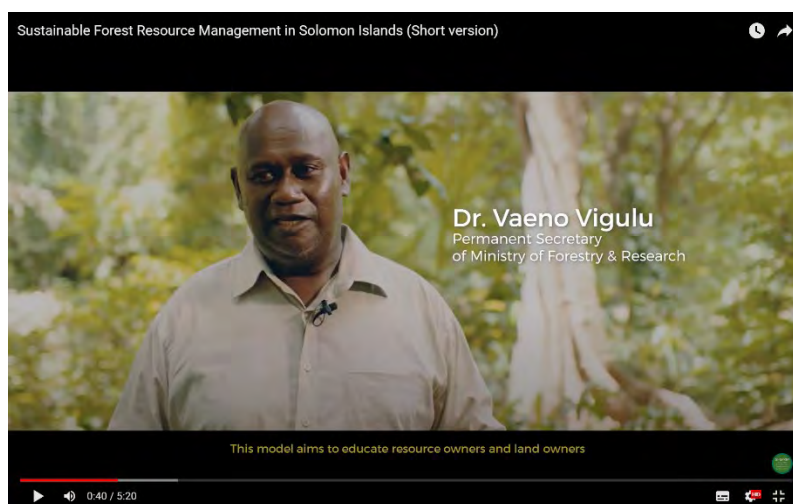 Sustainable Forest Resource Management in Solomon Islands (Short version)
Dr. Vaeno Vigulu
Permanent Secretary
of Ministry of Forestry & Research
This model aims to educate resource owners and land owners
0:40 / 5:20